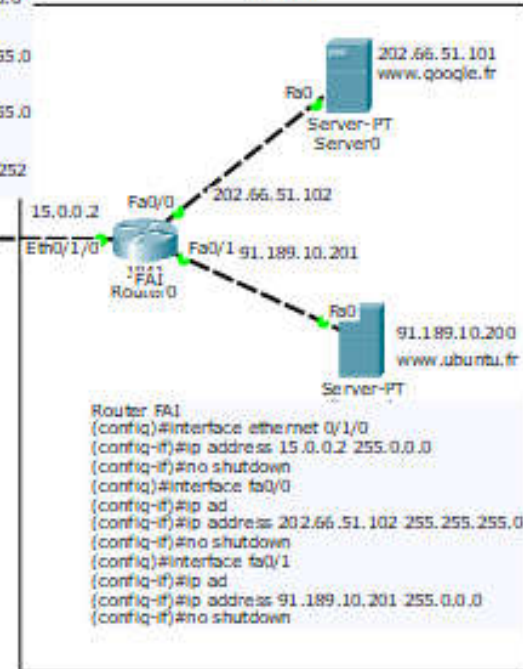 55.0
55.0
252
202.66.51.101
www.google.fr
Fa0
Server-PT
Server0
15.0.0.2
Fa0/0
202.66.51.102
Eth0/1/0
Fa0/1
91.189.10.201
1841
FAI
Router0
Fa0
91.189.10.200
www.ubuntu.fr
Server-PT
Router FAI
(config)#interface ethernet 0/1/0
(config-if)#ip address 15.0.0.2 255.0.0.0
(config-if)#no shutdown
(config)#interface fa0/0
(config-if)#ip ad
(config-if)#ip address 202.66.51.102 255.255.255.0
(config-if)#no shutdown
(config)#interface fa0/1
(config-if)#ip ad
(config-if)#ip address 91.189.10.201 255.0.0.0
(config-if)#no shutdown